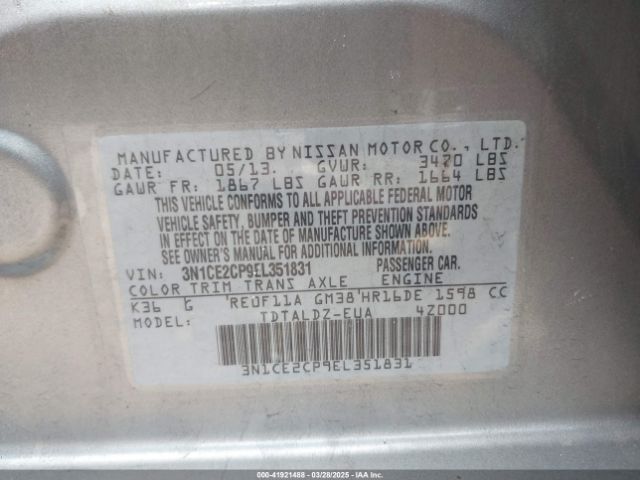 MANUFACTURED BY NISSAN MOTOR CO., LTD.
DATE: 05/13. GVWR: 3470 LBS
GAWR FR: 1867 LBS GAWR RR: 1664 LBS
THIS VEHICLE CONFORMS TO ALL APPLICABLE FEDERAL MOTOR
VEHICLE SAFETY, BUMPER AND THEFT PREVENTION STANDARDS
IN EFFECT ON THE DATE OF MANUFACTURE SHOWN ABOVE.
SEE OWNER'S MANUAL FOR ADDITIONAL INFORMATION.
VIN: 3N1CE2CP9EL351831 PASSENGER CAR.
COLOR TRIM TRANS AXLE ENGINE
K36 G RE0F11A GM38 HR16DE 1598 CC
MODEL: TDTALDZ-EUA 4Z000
3N1CE2CP9EL351831
000-41921488 03/28/2025 IAAI.com